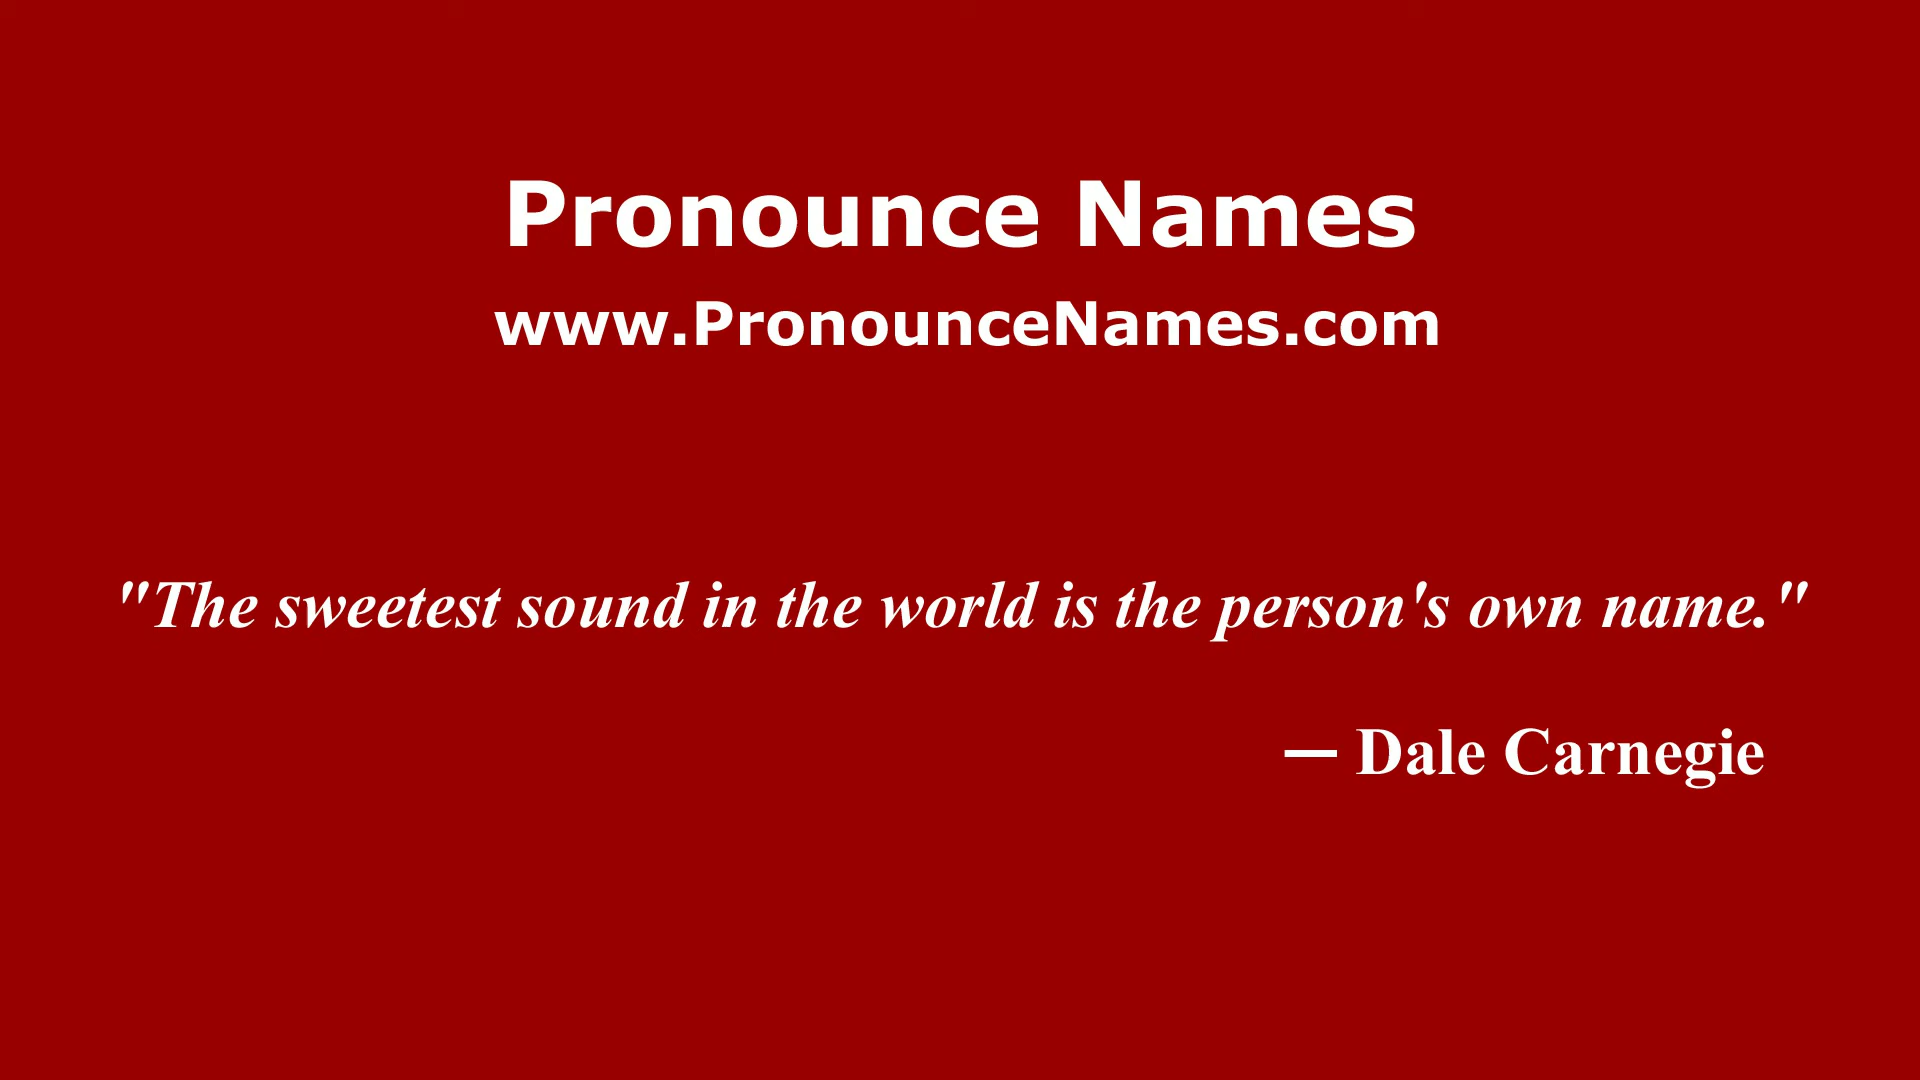 Pronounce Names
www.PronounceNames.com
"The sweetest sound in the world is the person's own name."
— Dale Carnegie